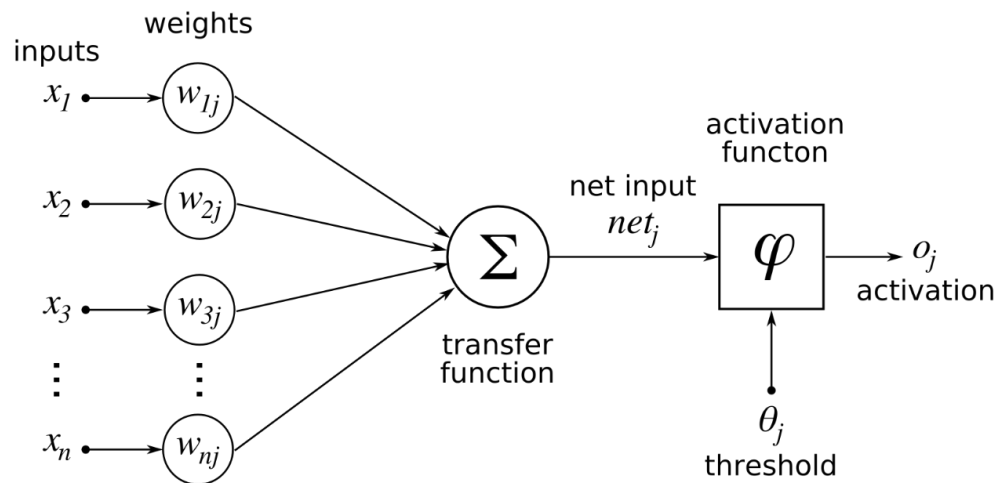 weights
inputs
x1
w1j
x2
w2j
x3
w3j
⋮
⋮
xn
wnj
Σ
transfer
function
net input
netj
activation
functon
φ
oj
activation
θj
threshold